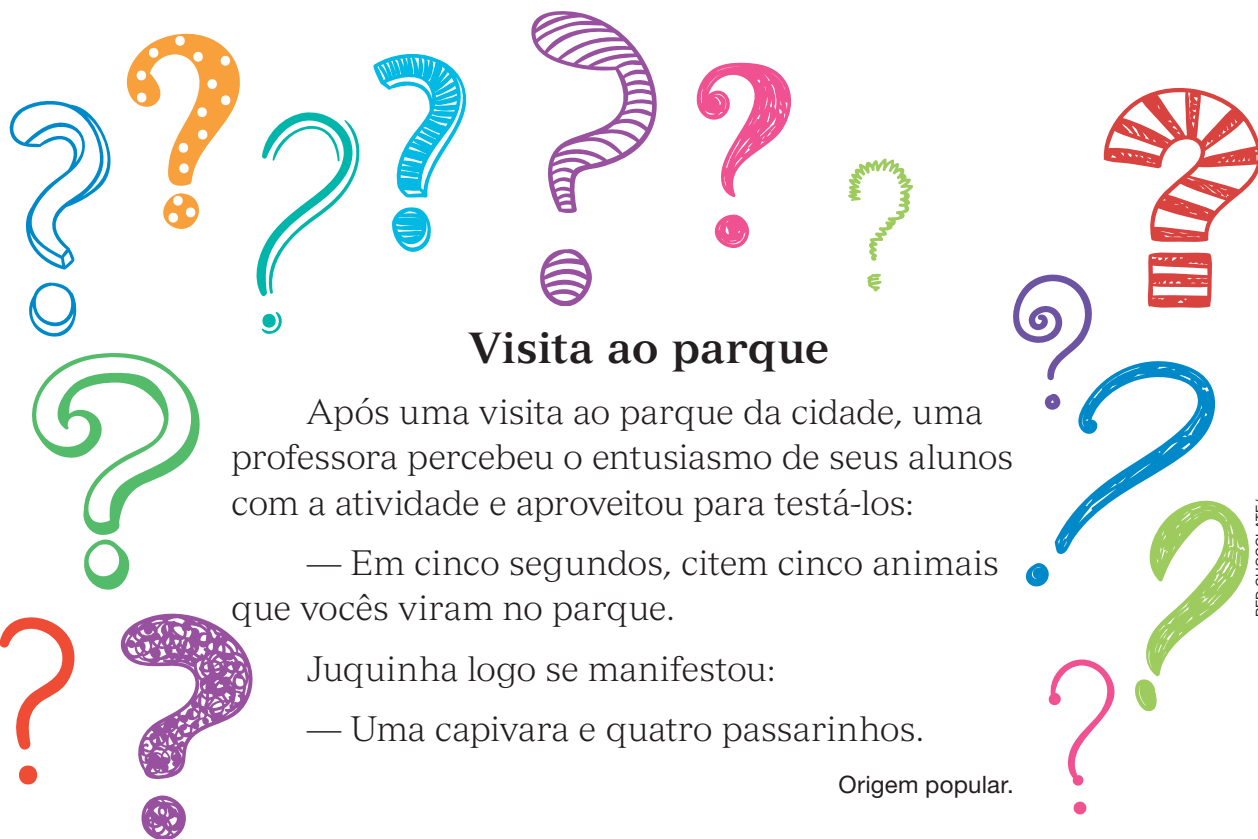 Visita ao parque
Após uma visita ao parque da cidade, uma
professora percebeu o entusiasmo de seus alunos
com a atividade e aproveitou para testá-los:
— Em cinco segundos, citem cinco animais
que vocês viram no parque.
Juquinha logo se manifestou:
— Uma capivara e quatro passarinhos.
Origem popular.